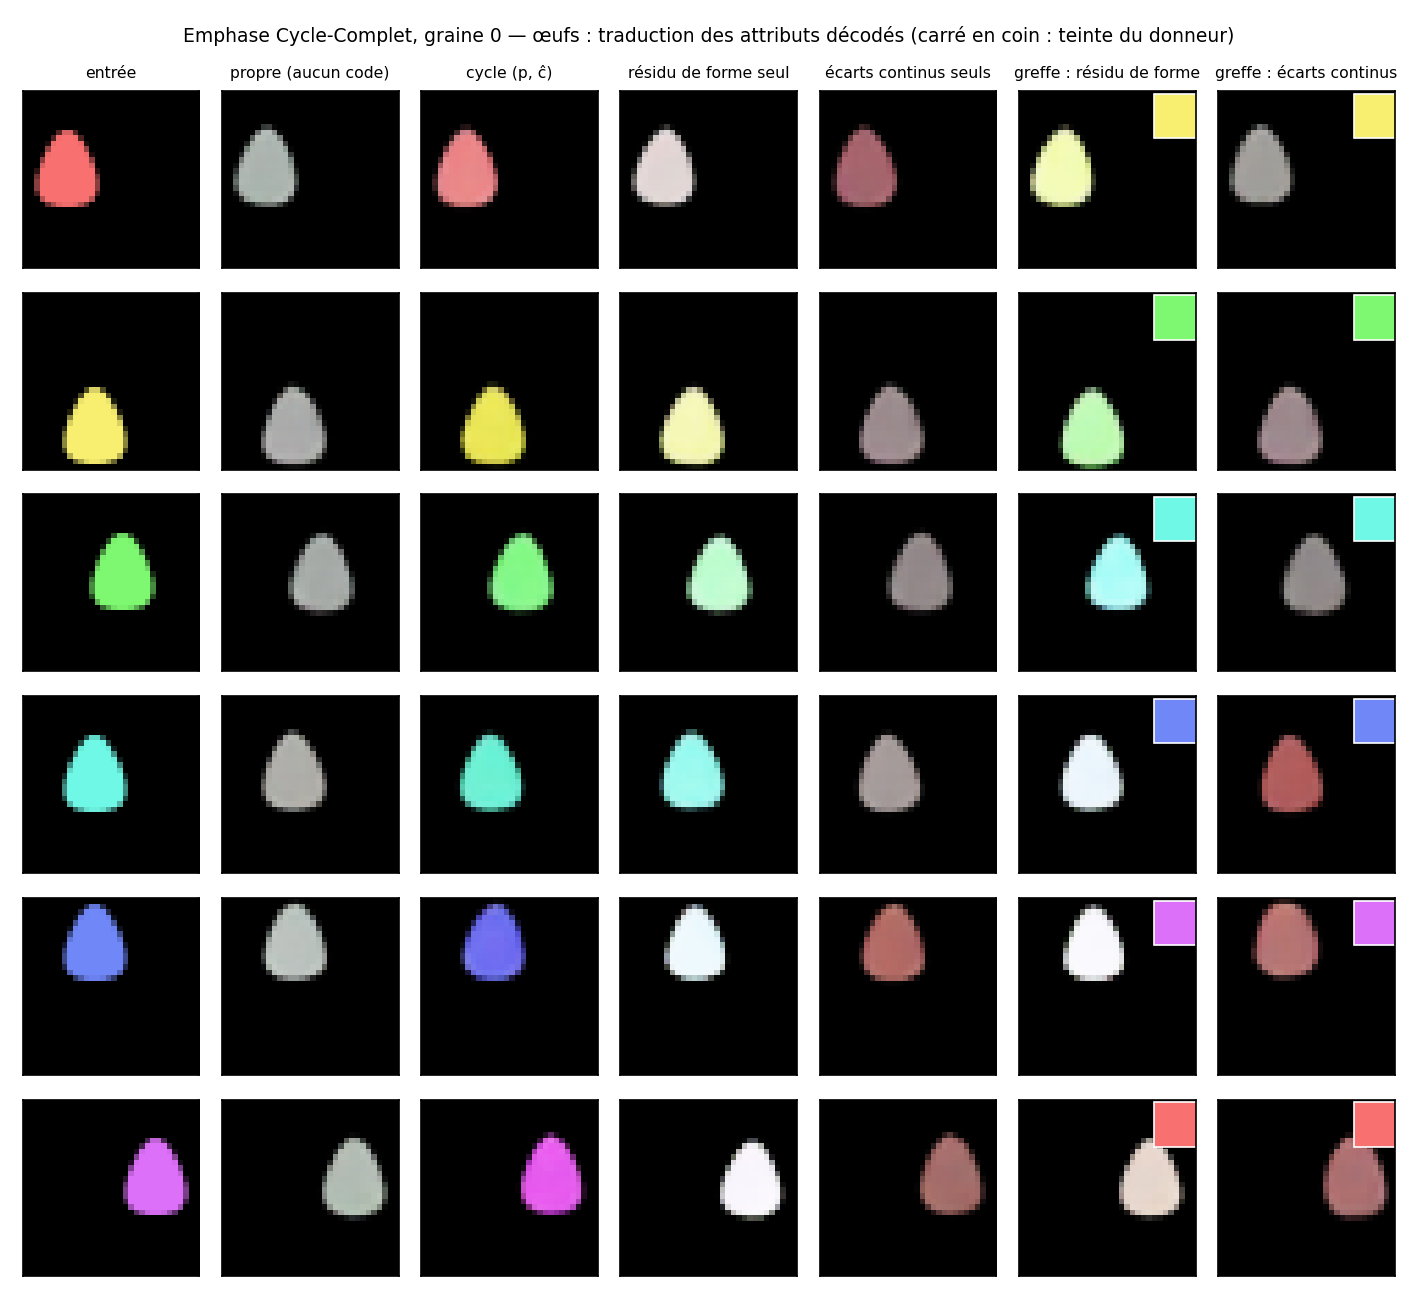 Emphase Cycle-Complet, graine 0 — œufs : traduction des attributs décodés (carré en coin : teinte du donneur)
entrée propre (aucun code) cycle (p, ĉ) résidu de forme seul écarts continus seuls greffe : résidu de forme greffe : écarts continus